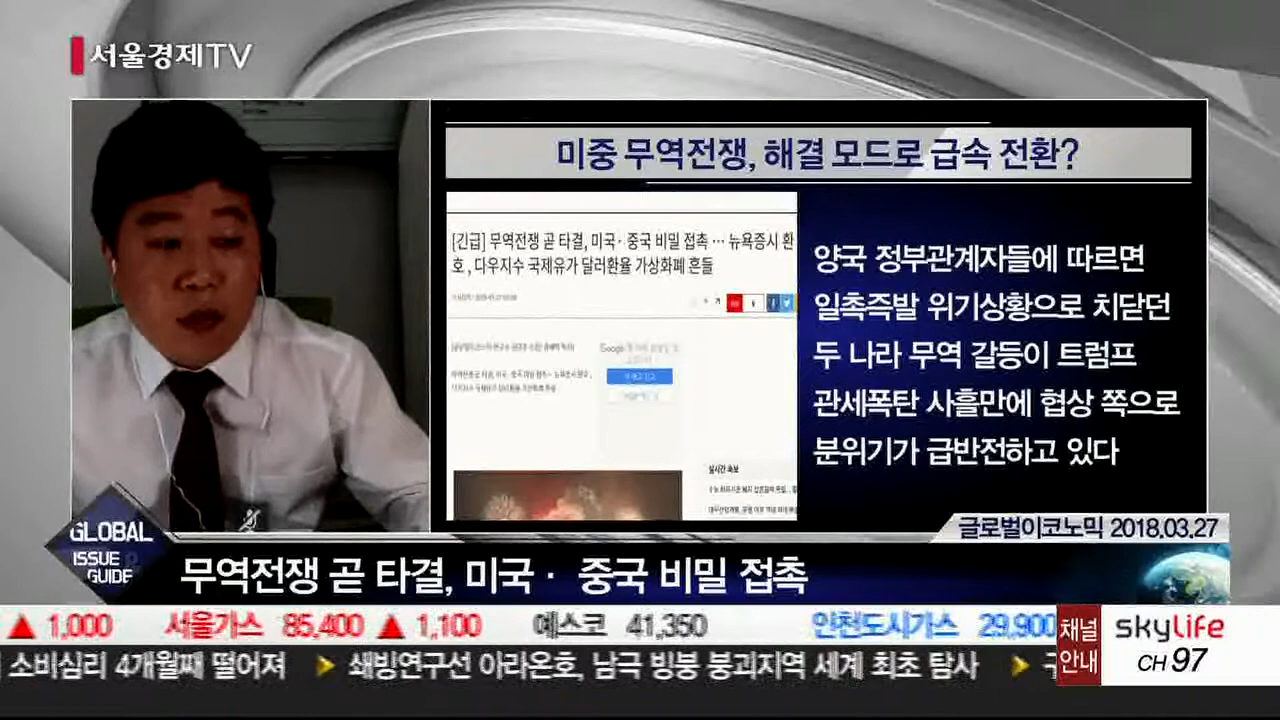 서울경제TV
미중 무역전쟁, 해결 모드로 급속 전환?
[긴급] 무역전쟁 곧 타결, 미국· 중국 비밀 접촉 … 뉴욕증시 환
호 , 다우지수 국제유가 달러환율 가상화폐 흔들
Google
실시간 속보
양국 정부관계자들에 따르면
일촉즉발 위기상황으로 치닫던
두 나라 무역 갈등이 트럼프
관세폭탄 사흘만에 협상 쪽으로
분위기가 급반전하고 있다
글로벌이코노믹 2018.03.27
GLOBAL
ISSUE
GUIDE
무역전쟁 곧 타결, 미국· 중국 비밀 접촉
▲ 1,000 서울가스 85,400 ▲ 1,100 예스코 41,350 인천도시가스 29,900
채널
안내
skylife
CH 97
소비심리 4개월째 떨어져 ▶ 쇄빙연구선 아라온호, 남극 빙붕 붕괴지역 세계 최초 탐사 ▶